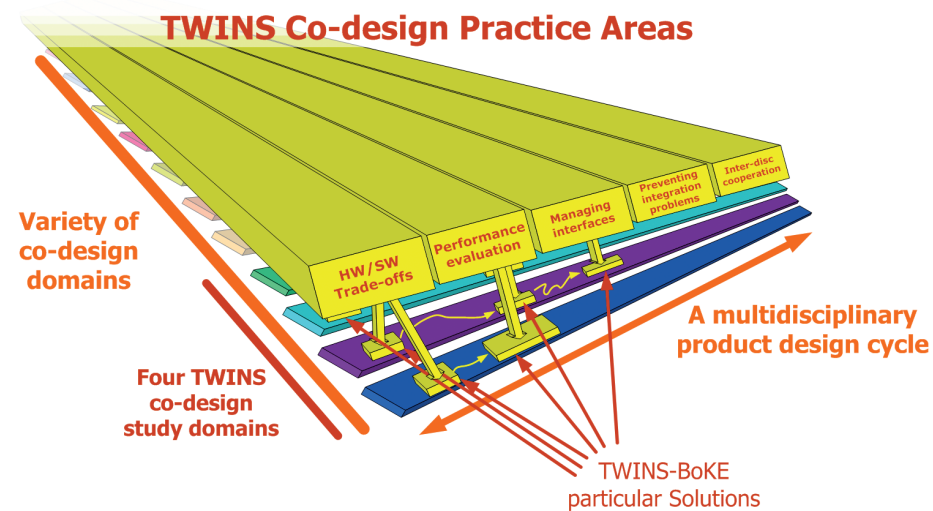 TWINS Co-design Practice Areas
Inter-disc
cooperation
Preventing
integration
problems
Managing
interfaces
Performance
evaluation
HW/SW
Trade-offs
Variety of
co-design
domains
A multidisciplinary
product design cycle
Four TWINS
co-design
study domains
TWINS-BoKE
particular Solutions